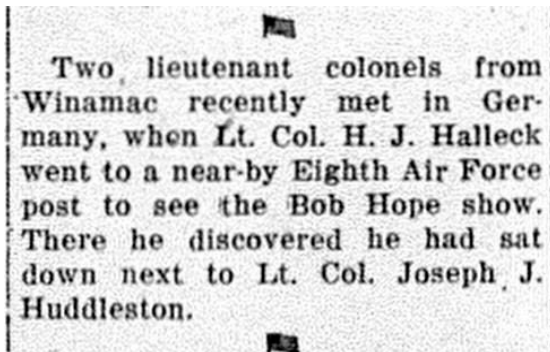 Two lieutenant colonels from
Winamac recently met in Ger-
many, when Lt. Col. H. J. Halleck
went to a near-by Eighth Air Force
post to see the Bob Hope show.
There he discovered he had sat
down next to Lt. Col. Joseph J.
Huddleston.